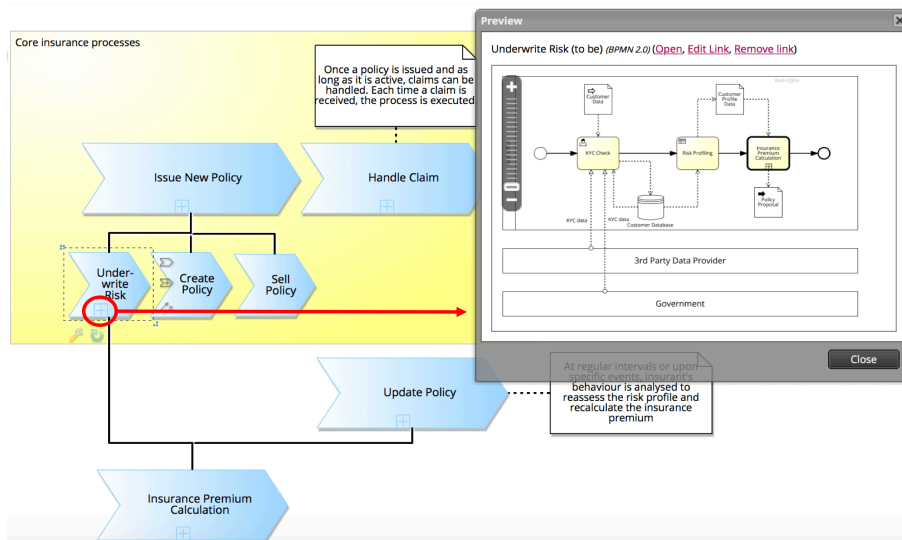 Core insurance processes
Once a policy is issued and as
long as it is active, claims can be
handled. Each time a claim is
received, the process is executed
Issue New Policy
Handle Claim
Under-
write
Risk
Create
Policy
Sell
Policy
Update Policy
At regular intervals or upon
specific events, insurant's
behaviour is analysed to
reassess the risk profile and
recalculate the insurance
premium
Insurance Premium
Calculation
Preview
Underwrite Risk (to be) (BPMN 2.0) (Open, Edit Link, Remove link)
Back Office
Customer
Data
Customer
Profile
Data
KYC Check
Risk Profiling
Insurance
Premium
Calculation
Policy
Proposal
KYC data
KYC data
Customer Database
3rd Party Data Provider
Government
Close